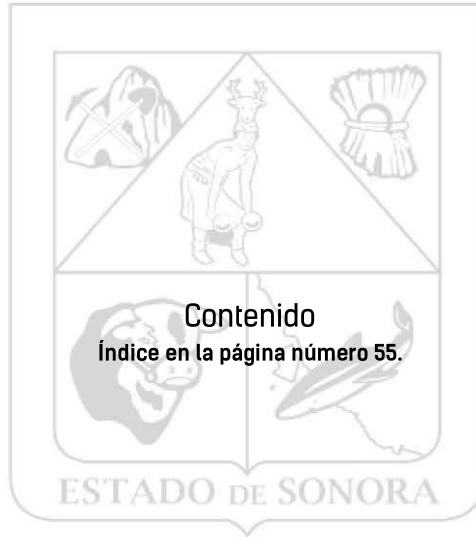 Contenido
Índice en la página número 55.
ESTADO DE SONORA